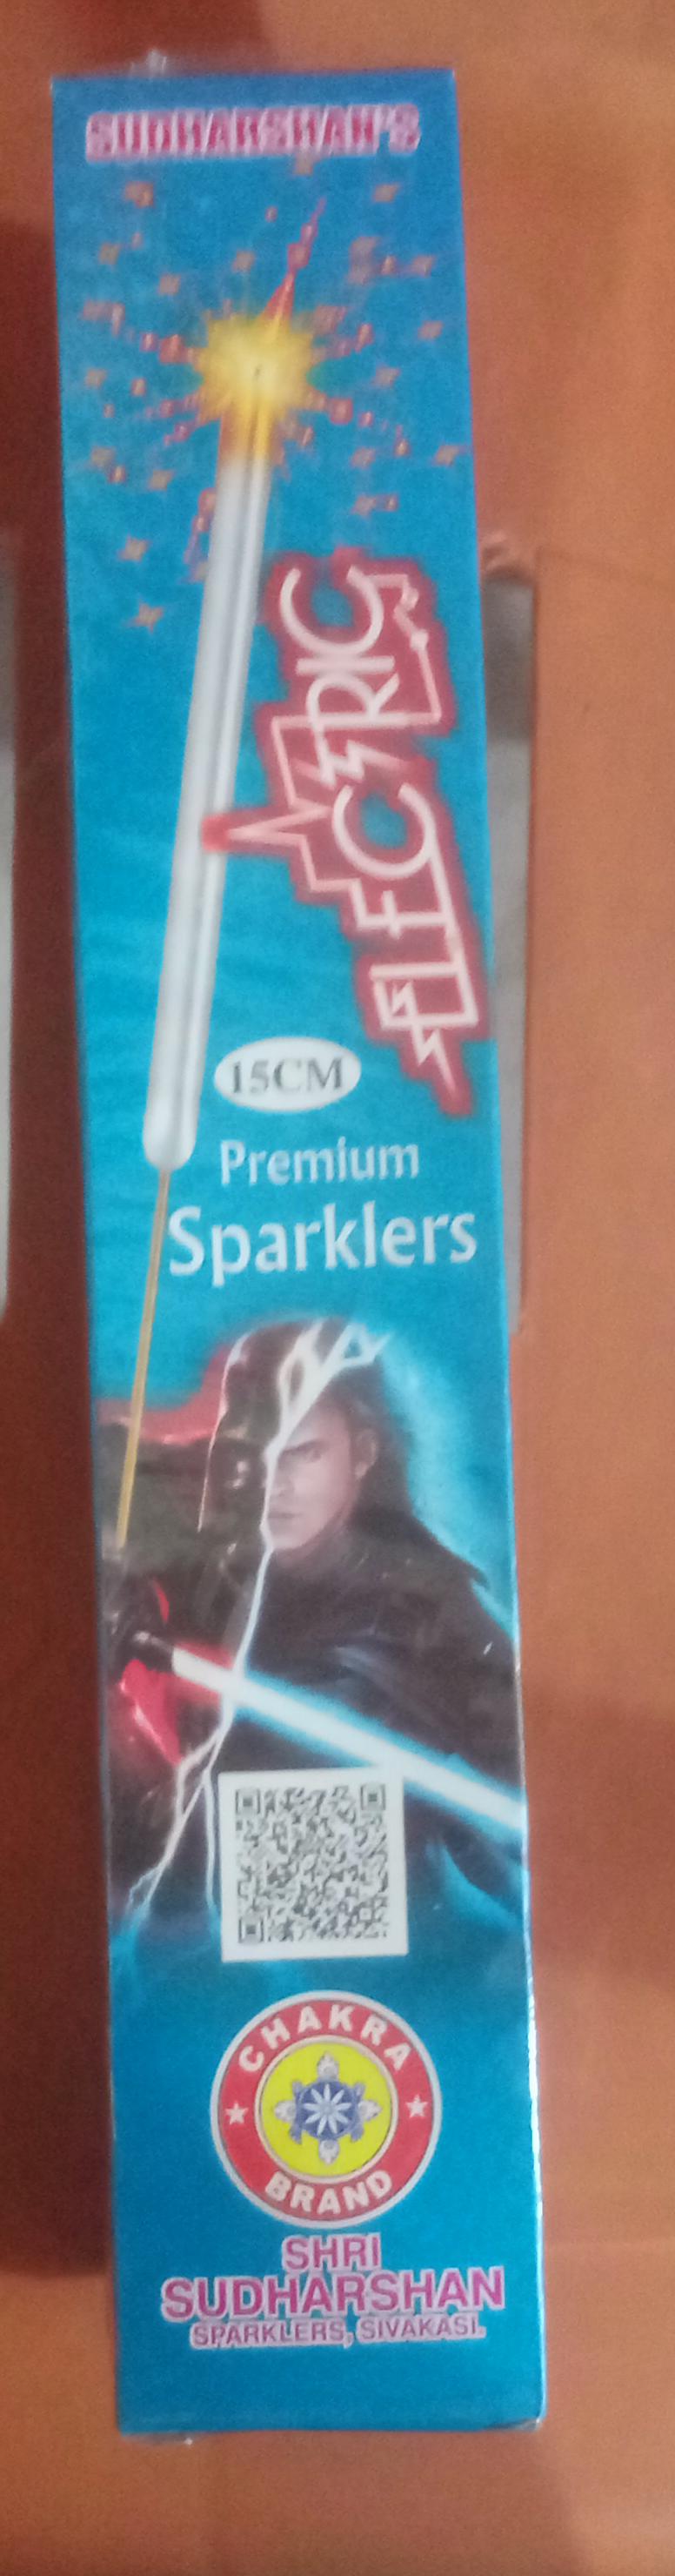 SUDHARSHAN'S
ELECTRIC
15CM
Premium
Sparklers
CHAKRA
BRAND
SHRI
SUDHARSHAN
SPARKLERS, SIVAKASI.